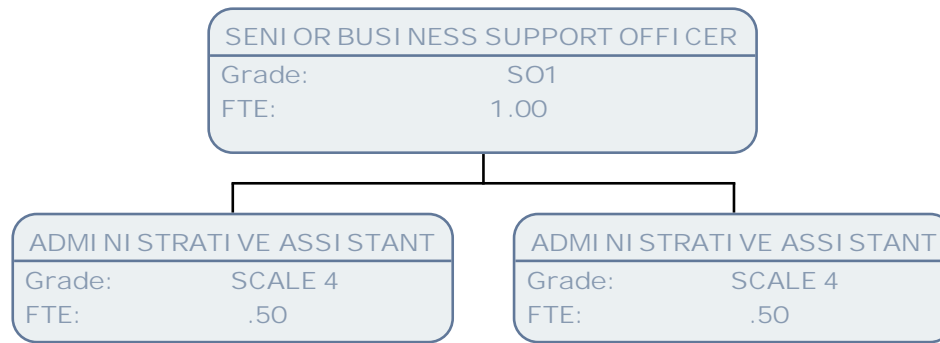 SENIOR BUSINESS SUPPORT OFFICER
Grade: SO1
FTE: 1.00
ADMINISTRATIVE ASSISTANT
Grade: SCALE 4
FTE: .50
ADMINISTRATIVE ASSISTANT
Grade: SCALE 4
FTE: .50